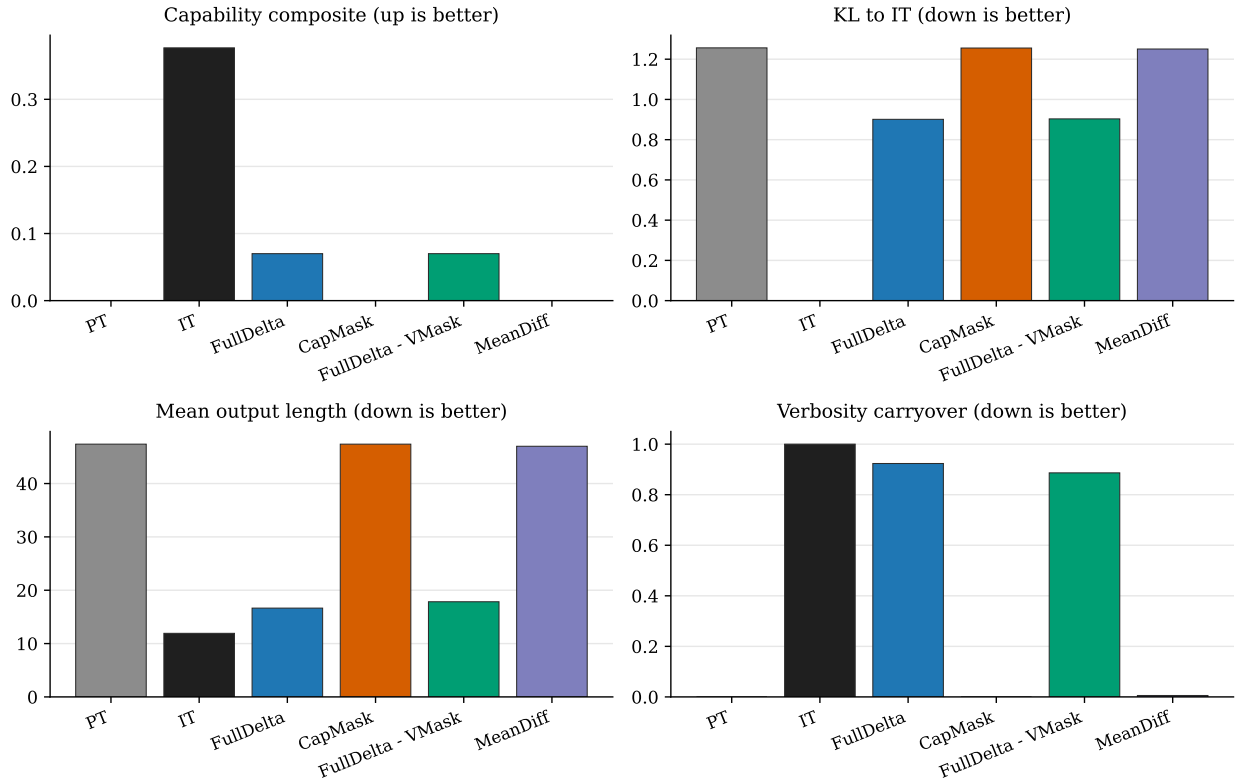 Capability composite (up is better)
0.3
0.2
0.1
0.0
PT
IT
FullDelta
CapMask
FullDelta - VMask
MeanDiff
KL to IT (down is better)
1.2
1.0
0.8
0.6
0.4
0.2
0.0
PT
IT
FullDelta
CapMask
FullDelta - VMask
MeanDiff
Mean output length (down is better)
40
30
20
10
0
PT
IT
FullDelta
CapMask
FullDelta - VMask
MeanDiff
Verbosity carryover (down is better)
1.0
0.8
0.6
0.4
0.2
0.0
PT
IT
FullDelta
CapMask
FullDelta - VMask
MeanDiff